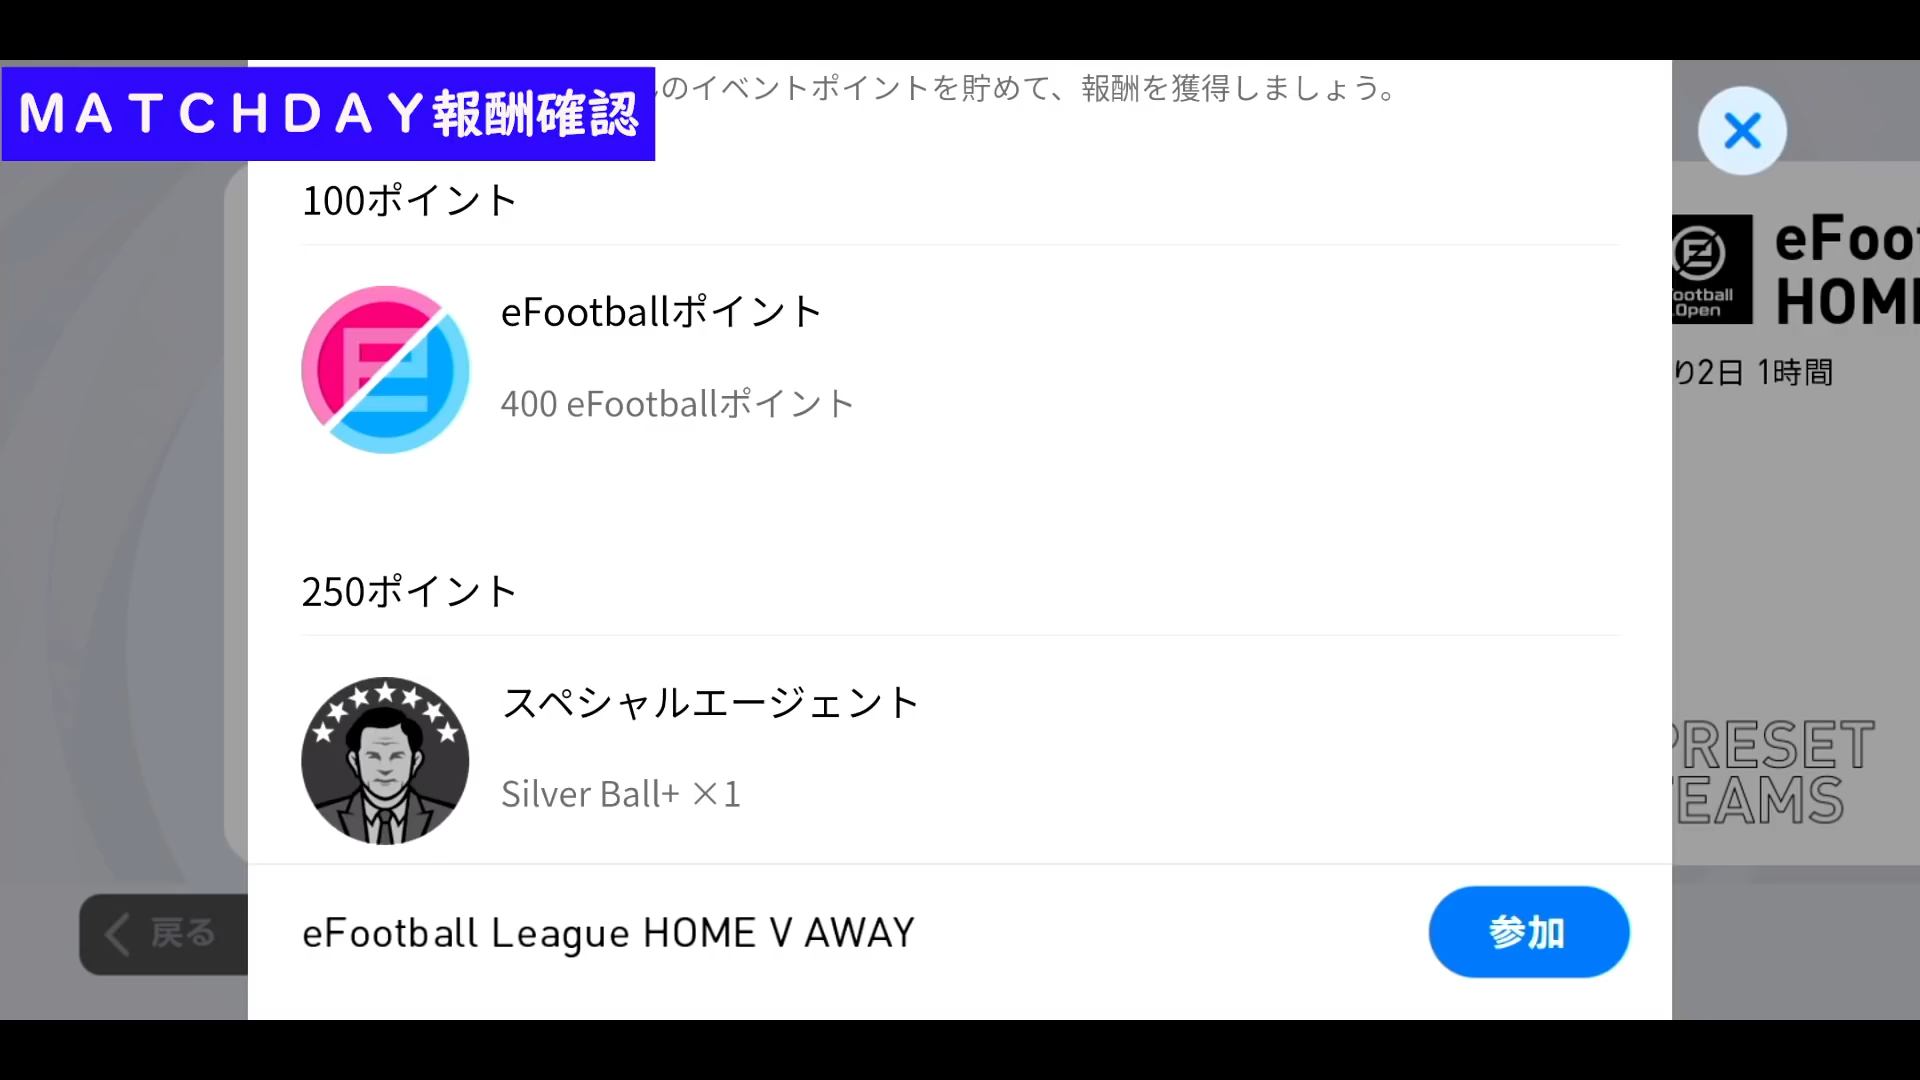 MATCHDAY報酬確認
のイベントポイントを貯めて、報酬を獲得しましょう。
100ポイント
eFootballポイント
400 eFootballポイント
250ポイント
スペシャルエージェント
Silver Ball+ ×1
eFootball League HOME V AWAY
参加
戻る
eFoot
HOM
ootball
Open
り2日 1時間
PRESET
TEAMS